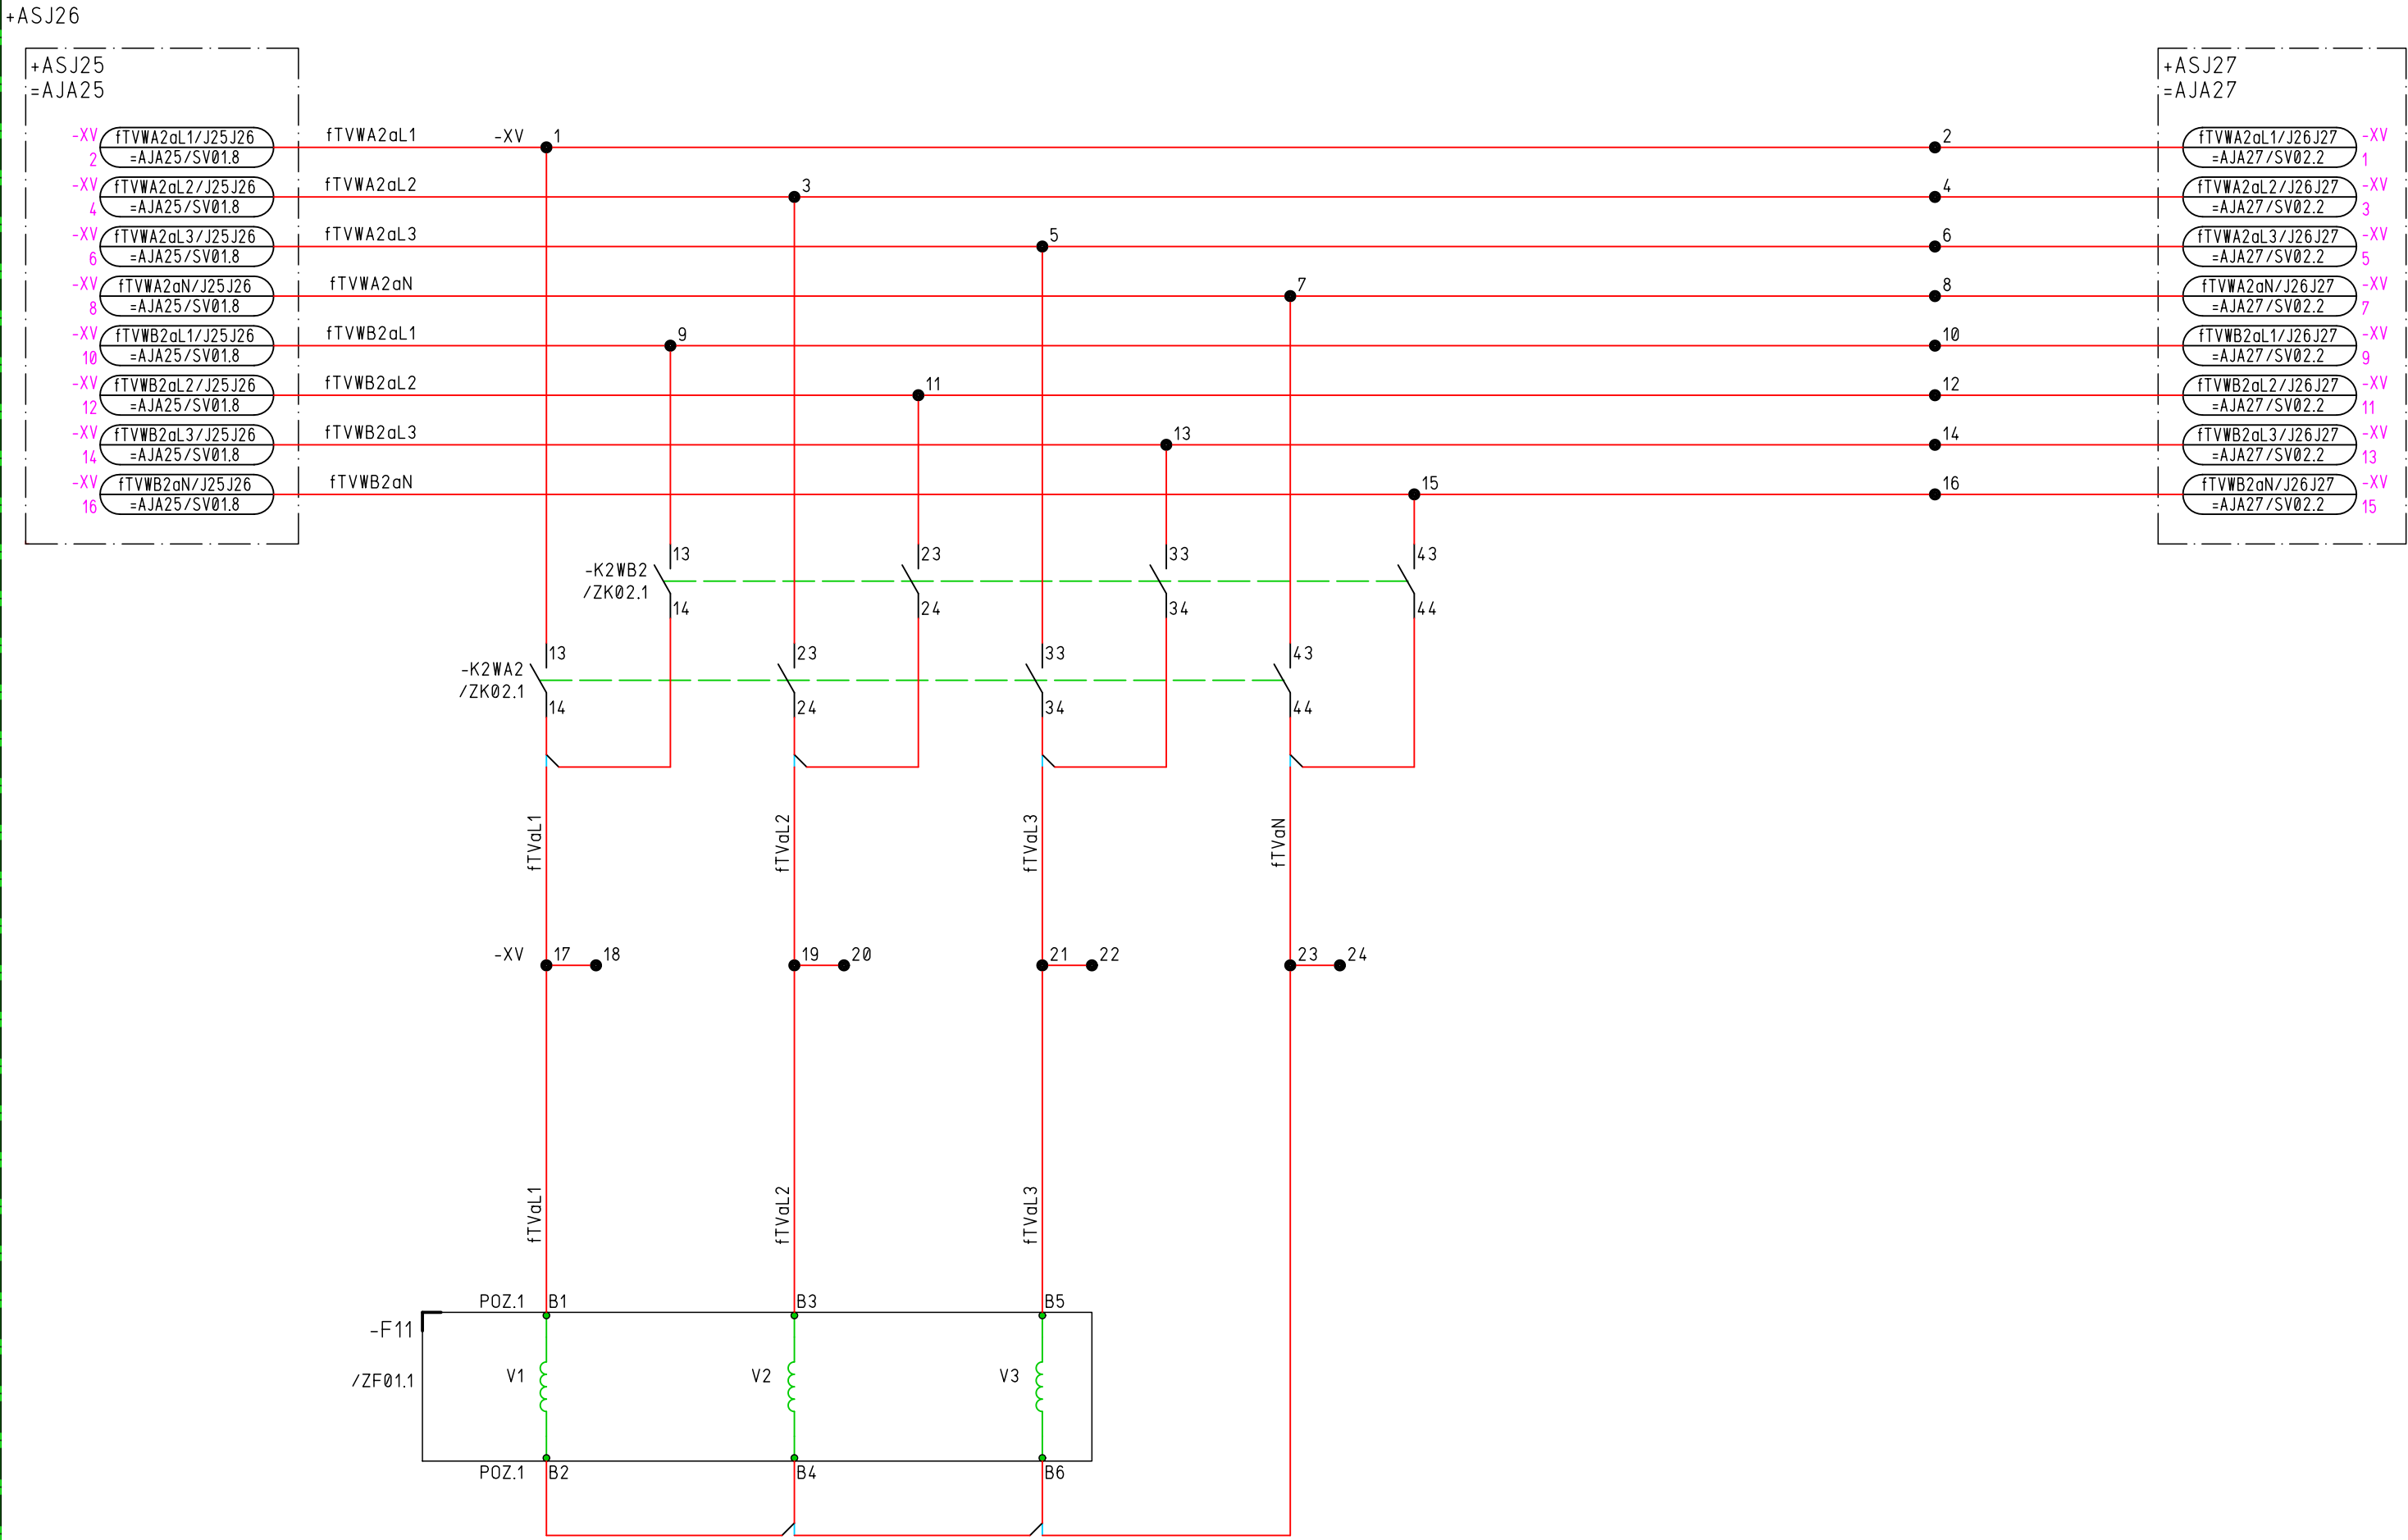 +ASJ26
+ASJ25
=AJA25
+ASJ27
=AJA27
-XV fTVWA2aL1/J25J26 fTVWA2aL1 -XV 1 2 fTVWA2aL1/J26J27 -XV
2 =AJA25/SV01.8 =AJA27/SV02.2 1
-XV fTVWA2aL2/J25J26 fTVWA2aL2 3 4 fTVWA2aL2/J26J27 -XV
4 =AJA25/SV01.8 =AJA27/SV02.2 3
-XV fTVWA2aL3/J25J26 fTVWA2aL3 5 6 fTVWA2aL3/J26J27 -XV
6 =AJA25/SV01.8 =AJA27/SV02.2 5
-XV fTVWA2aN/J25J26 fTVWA2aN 7 8 fTVWA2aN/J26J27 -XV
8 =AJA25/SV01.8 =AJA27/SV02.2 7
-XV fTVWB2aL1/J25J26 fTVWB2aL1 9 10 fTVWB2aL1/J26J27 -XV
10 =AJA25/SV01.8 =AJA27/SV02.2 9
-XV fTVWB2aL2/J25J26 fTVWB2aL2 11 12 fTVWB2aL2/J26J27 -XV
12 =AJA25/SV01.8 =AJA27/SV02.2 11
-XV fTVWB2aL3/J25J26 fTVWB2aL3 13 14 fTVWB2aL3/J26J27 -XV
14 =AJA25/SV01.8 =AJA27/SV02.2 13
-XV fTVWB2aN/J25J26 fTVWB2aN 15 16 fTVWB2aN/J26J27 -XV
16 =AJA25/SV01.8 =AJA27/SV02.2 15
13 23 33 43
-K2WB2
/ZK02.1
14 24 34 44
13 23 33 43
-K2WA2
/ZK02.1
14 24 34 44
fTVaL1 fTVaL2 fTVaL3 fTVaN
-XV 17 18 19 20 21 22 23 24
fTVaL1 fTVaL2 fTVaL3
POZ.1 B1 B3 B5
-F11
V1 V2 V3
/ZF01.1
POZ.1 B2 B4 B6